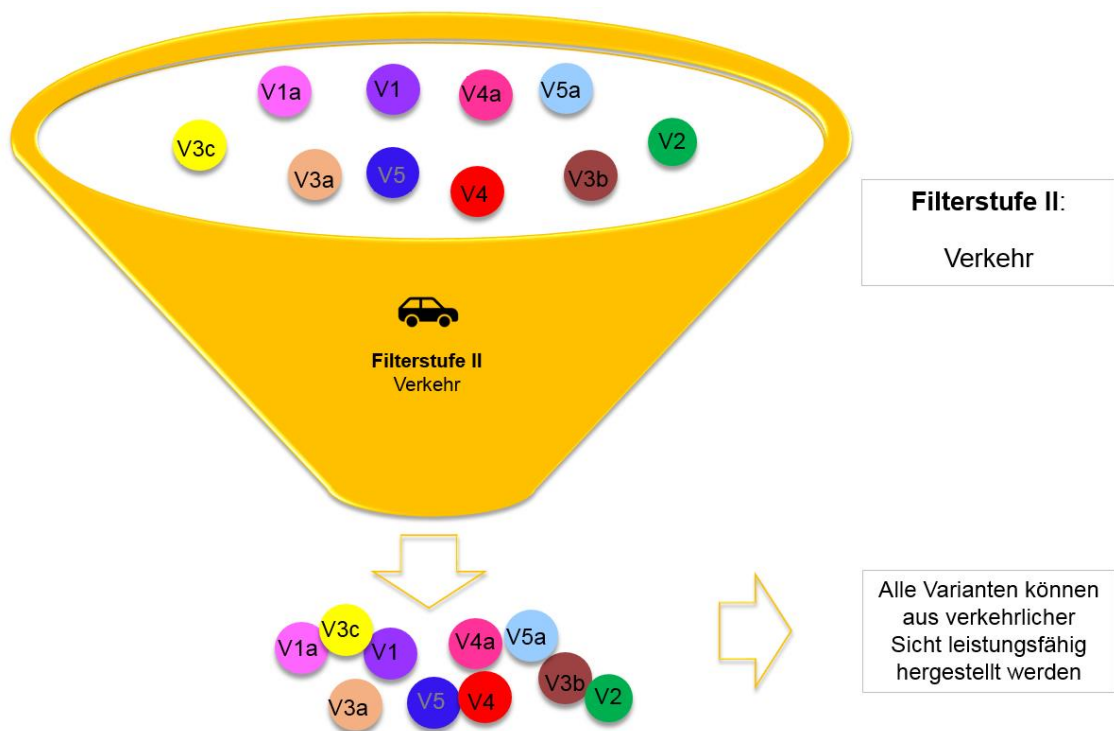 V1a
V1
V4a
V5a
V2
V3c
V3a
V5
V4
V3b
Filterstufe II:
Verkehr
Filterstufe II
Verkehr
V3c
V1a
V1
V4a
V5a
V3b
V2
V3a
V5
V4
Alle Varianten können
aus verkehrlicher
Sicht leistungsfähig
hergestellt werden